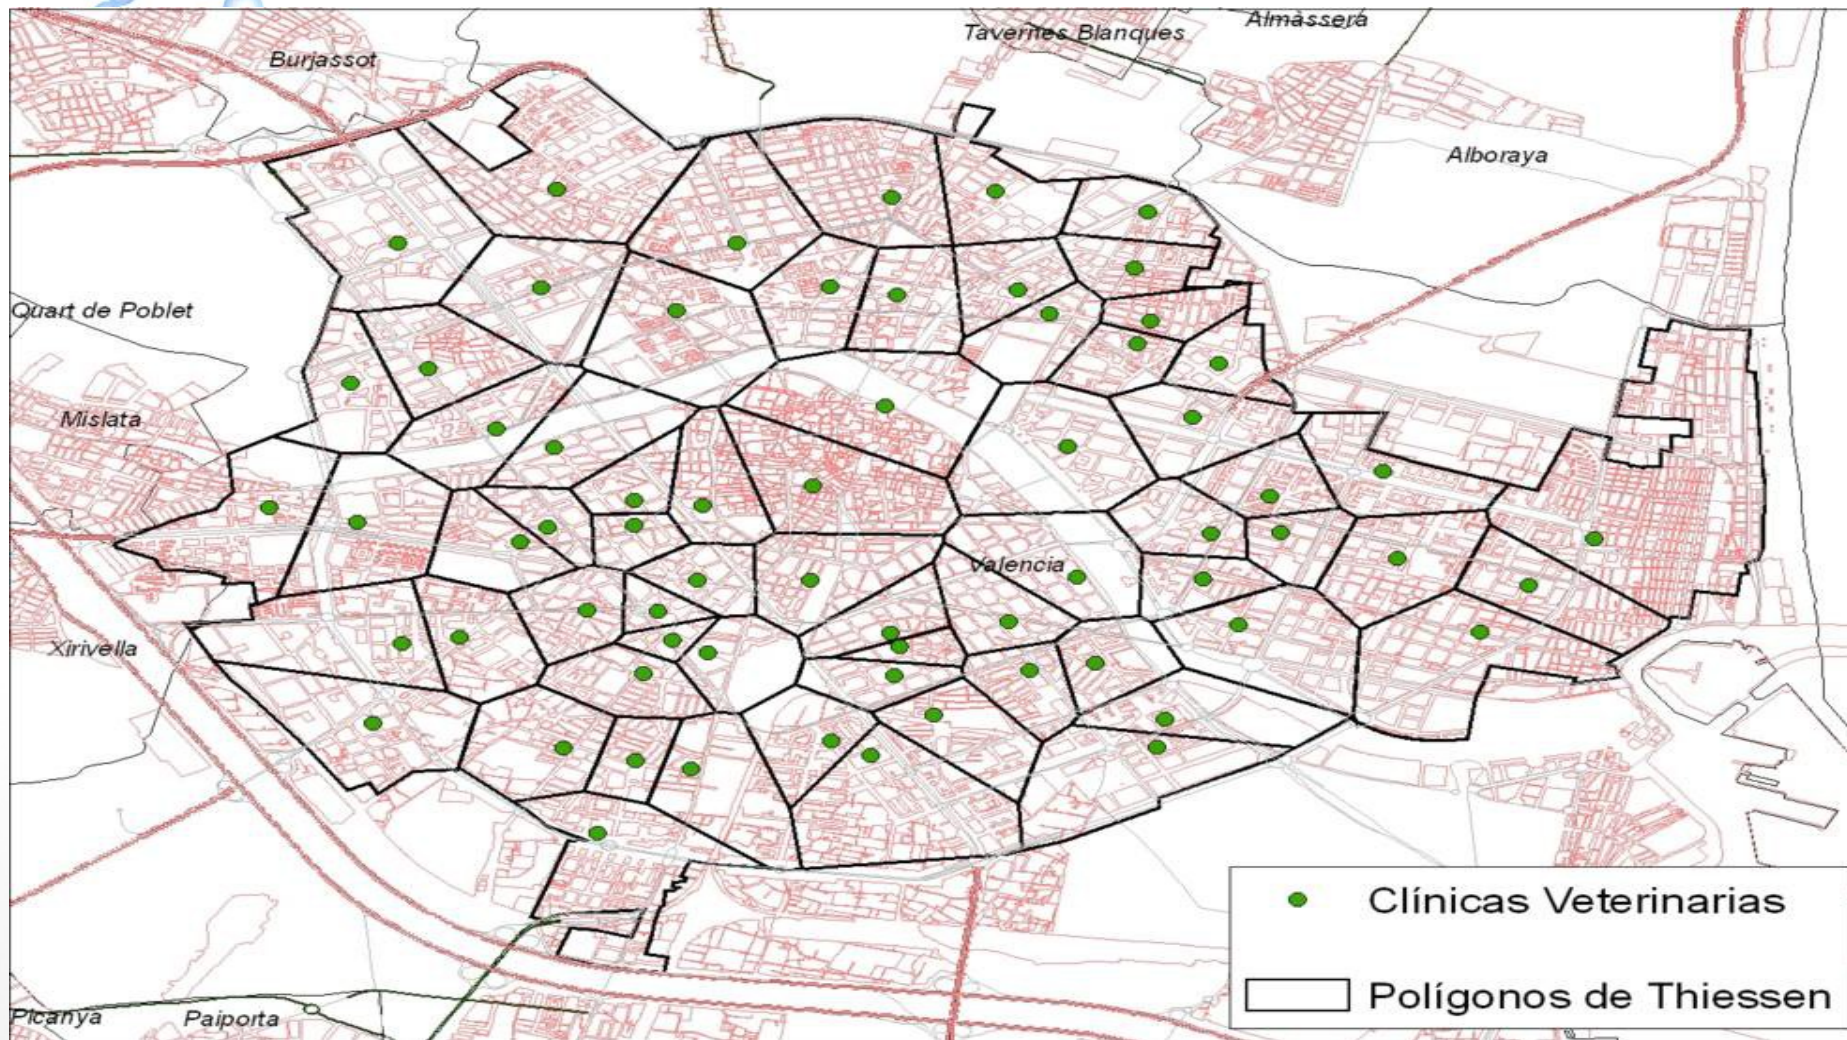 Almàssera
Tavernes Blanques
Burjassot
Alboraya
Quart de Poblet
Mislata
Valencia
Xirivella
Clínicas Veterinarias
Polígonos de Thiessen
Picanya
Paiporta